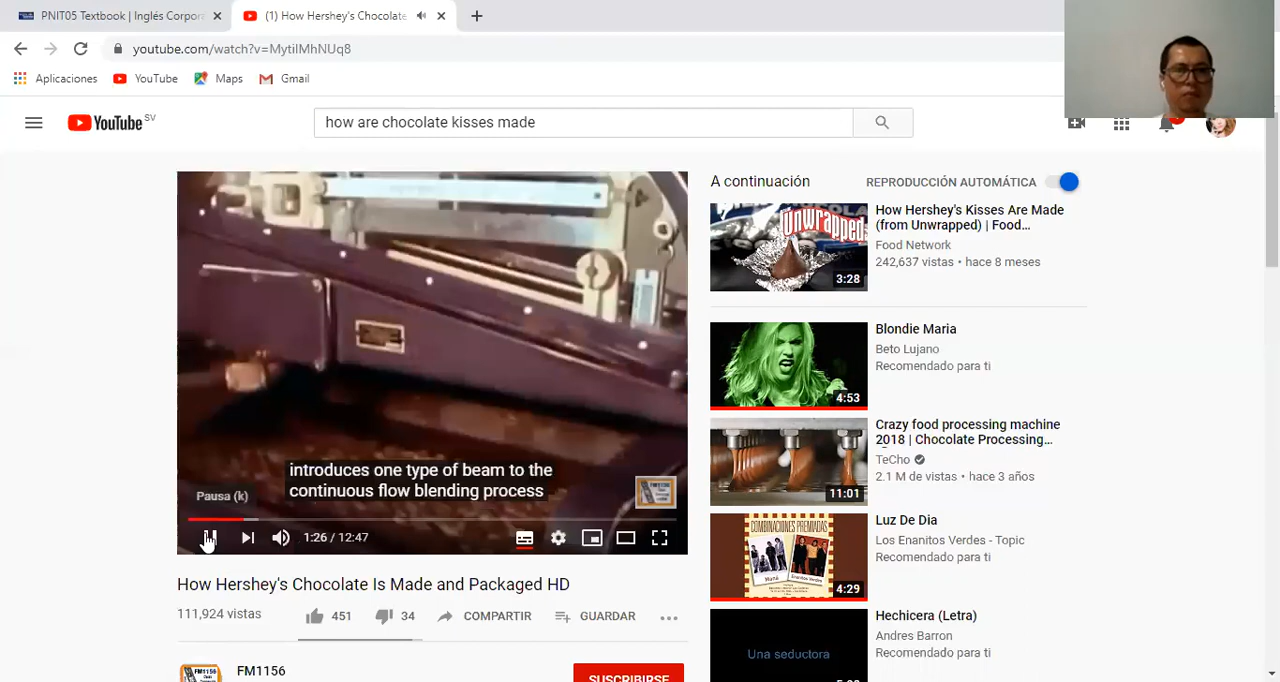 PNIT05 Textbook | Inglés Corpor
(1) How Hershey's Chocolate
youtube.com/watch?v=MytilMhNUq8
Aplicaciones
YouTube
Maps
Gmail
YouTube SV
how are chocolate kisses made
introduces one type of beam to the
continuous flow blending process
Pausa (k)
1:26 / 12:47
How Hershey's Chocolate Is Made and Packaged HD
111,924 vistas
451
34
COMPARTIR
GUARDAR
FM1156
FM1156
SUSCRIBIRSE
A continuación
REPRODUCCIÓN AUTOMÁTICA
unwrapped
3:28
How Hershey's Kisses Are Made
(from Unwrapped) | Food...
Food Network
242,637 vistas • hace 8 meses
4:53
Blondie Maria
Beto Lujano
Recomendado para ti
11:01
Crazy food processing machine
2018 | Chocolate Processing...
TeCho
2.1 M de vistas • hace 3 años
COMBINACIONES PREMIADAS
4:29
Luz De Dia
Los Enanitos Verdes - Topic
Recomendado para ti
Una seductora
Hechicera (Letra)
Andres Barron
Recomendado para ti